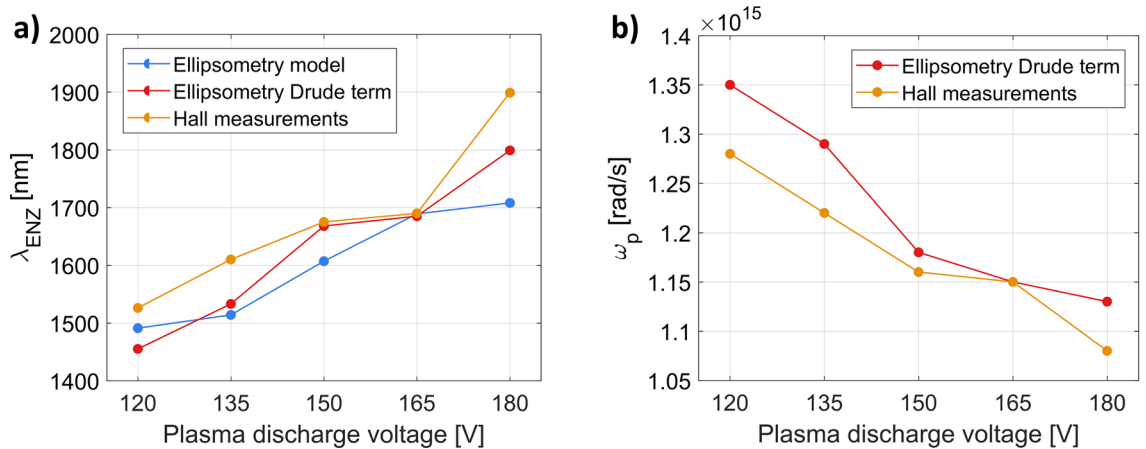 a)
2000
1900
1800
1700
1600
1500
1400
λENZ [nm]
Ellipsometry model
Ellipsometry Drude term
Hall measurements
120 135 150 165 180
Plasma discharge voltage [V]
b)
×10^15
1.4
1.35
1.3
1.25
1.2
1.15
1.1
1.05
ωp [rad/s]
Ellipsometry Drude term
Hall measurements
120 135 150 165 180
Plasma discharge voltage [V]